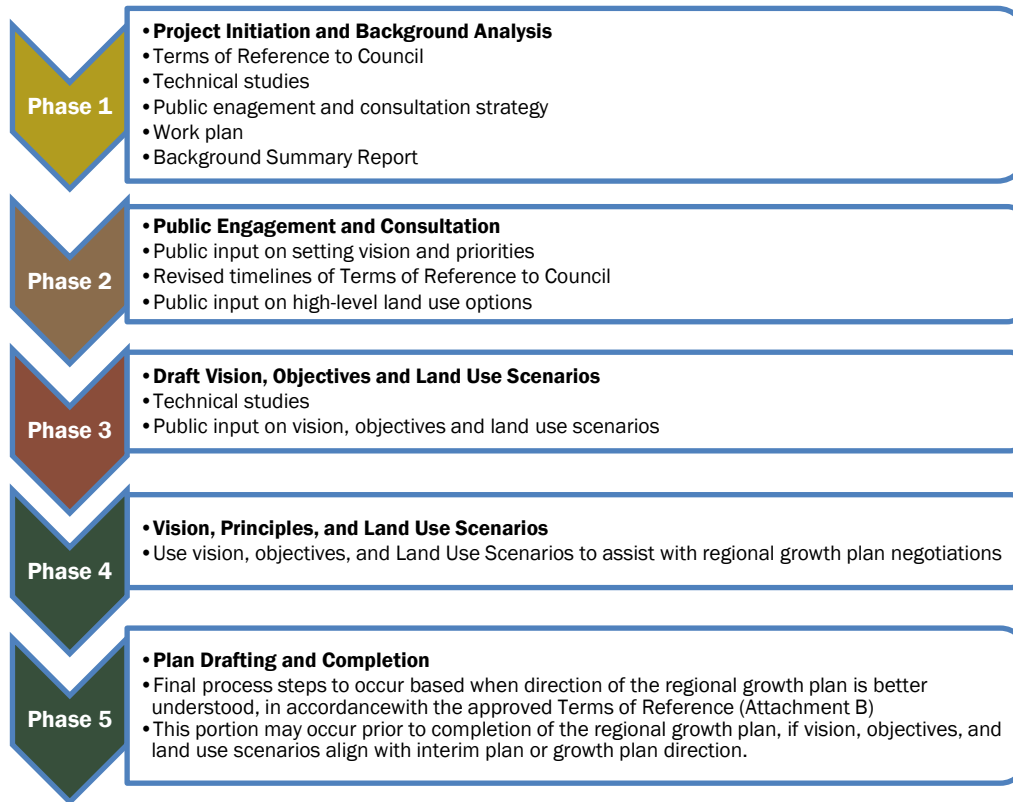 Phase 1
•Project Initiation and Background Analysis
•Terms of Reference to Council
•Technical studies
•Public enagement and consultation strategy
•Work plan
•Background Summary Report
Phase 2
•Public Engagement and Consultation
•Public input on setting vision and priorities
•Revised timelines of Terms of Reference to Council
•Public input on high-level land use options
Phase 3
•Draft Vision, Objectives and Land Use Scenarios
•Technical studies
•Public input on vision, objectives and land use scenarios
Phase 4
•Vision, Principles, and Land Use Scenarios
•Use vision, objectives, and Land Use Scenarios to assist with regional growth plan negotiations
Phase 5
•Plan Drafting and Completion
•Final process steps to occur based when direction of the regional growth plan is better
understood, in accordancewith the approved Terms of Reference (Attachment B)
•This portion may occur prior to completion of the regional growth plan, if vision, objectives, and
land use scenarios align with interim plan or growth plan direction.